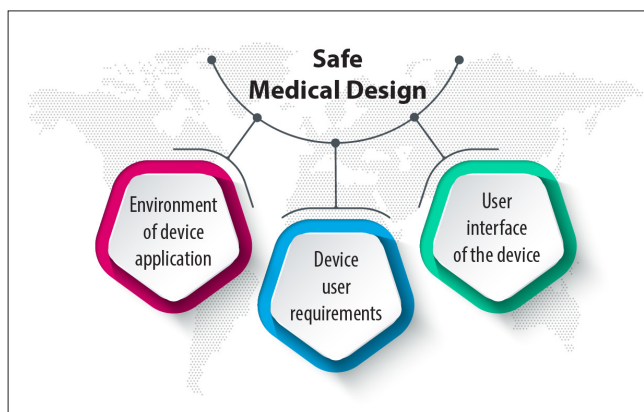 Safe
Medical Design
Environment
of device
application
Device
user
requirements
User
interface
of the device